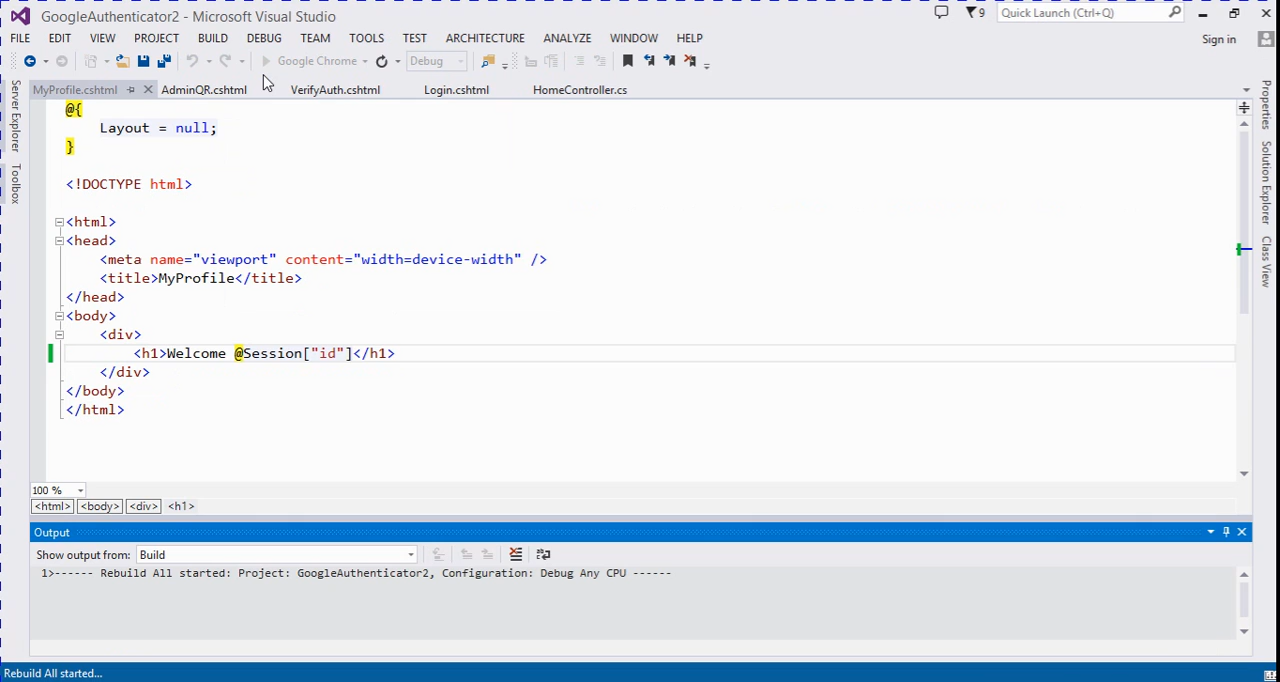 GoogleAuthenticator2 - Microsoft Visual Studio
9
Quick Launch (Ctrl+Q)
FILE EDIT VIEW PROJECT BUILD DEBUG TEAM TOOLS TEST ARCHITECTURE ANALYZE WINDOW HELP
Sign in
Google Chrome
Debug
MyProfile.cshtml AdminQR.cshtml VerifyAuth.cshtml Login.cshtml HomeController.cs
Server Explorer
Toolbox
Properties
Solution Explorer
Class View
@{
Layout = null;
}
<!DOCTYPE html>
<html>
<head>
<meta name="viewport" content="width=device-width" />
<title>MyProfile</title>
</head>
<body>
<div>
<h1>Welcome @Session["id"]</h1>
</div>
</body>
</html>
100 %
<html> <body> <div> <h1>
Output
Show output from: Build
1>------ Rebuild All started: Project: GoogleAuthenticator2, Configuration: Debug Any CPU ------
Rebuild All started...